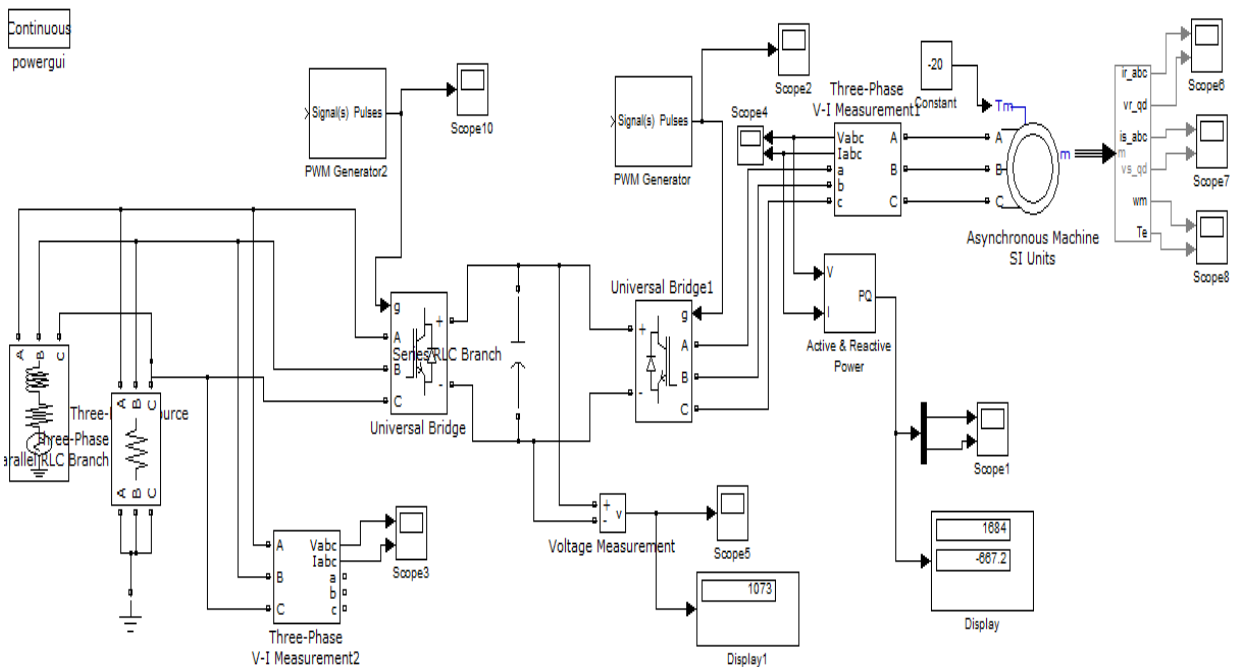 Continuous
powergui
Signal(s) Pulses
PWM Generator2
Scope10
Signal(s) Pulses
PWM Generator
Scope2
Scope4
Three-Phase
V-I Measurement1
Vabc
Iabc
a
b
c
A
B
C
-20
Constant
Tm
A
B
C
m
Asynchronous Machine
SI Units
m
ir_abc
vr_qd
is_abc
vs_qd
wm
Te
Scope6
Scope7
Scope8
A
B
C
Three-
ource
A
B
C
Three-Phase
arallel RLC Branch
A
B
C
g
A
B
C
+
-
Universal Bridge
Series RLC Branch
Universal Bridge1
+
-
g
A
B
C
V
I
PQ
Active & Reactive
Power
Scope1
1684
-667.2
Display
+
-
v
Voltage Measurement
Scope5
1073
Display1
A
B
C
Vabc
Iabc
a
b
c
Three-Phase
V-I Measurement2
Scope3